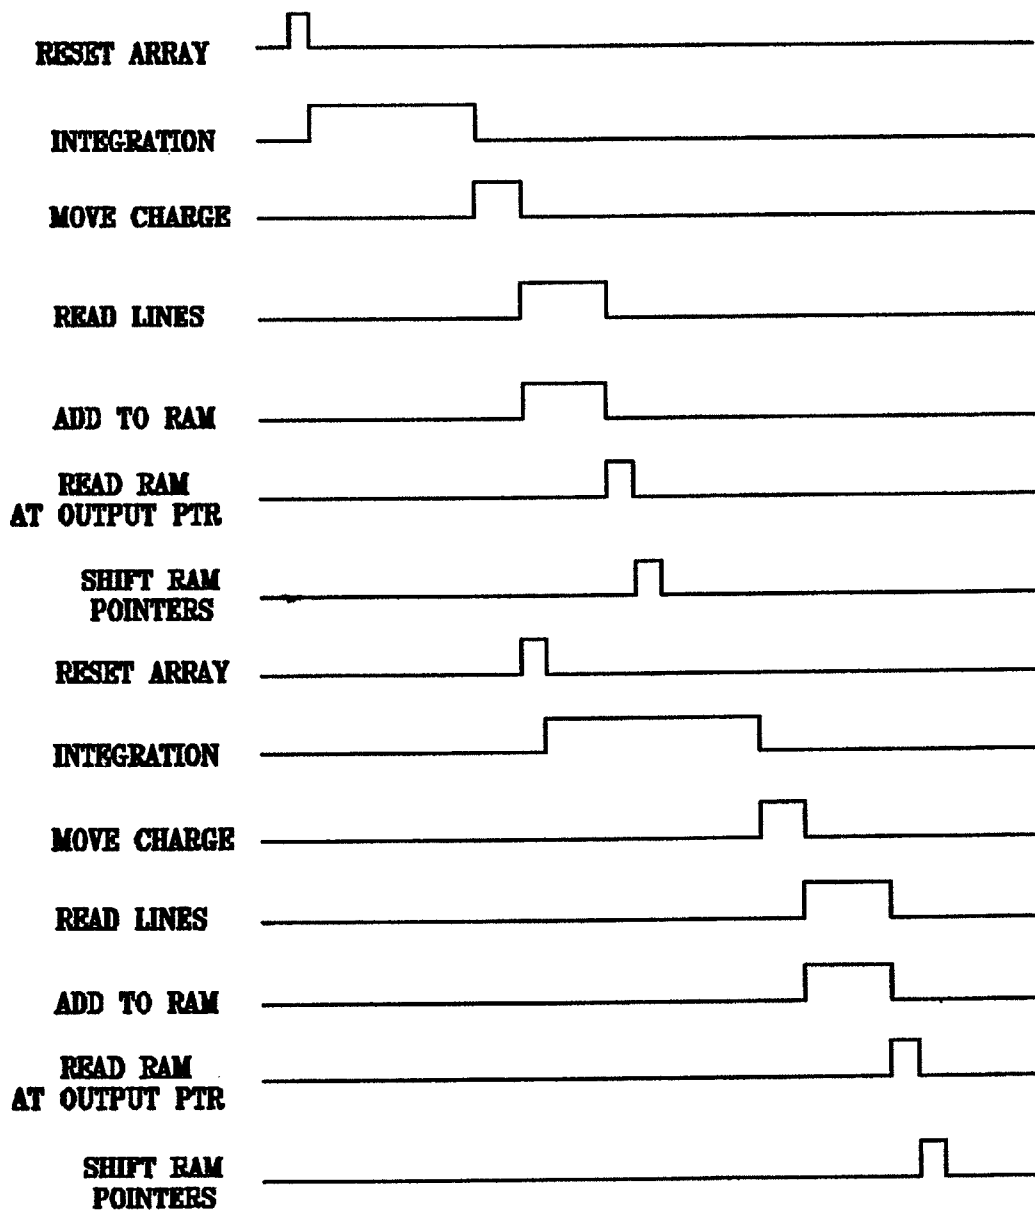 RESET ARRAY
INTEGRATION
MOVE CHARGE
READ LINES
ADD TO RAM
READ RAM
AT OUTPUT PTR
SHIFT RAM
POINTERS
RESET ARRAY
INTEGRATION
MOVE CHARGE
READ LINES
ADD TO RAM
READ RAM
AT OUTPUT PTR
SHIFT RAM
POINTERS